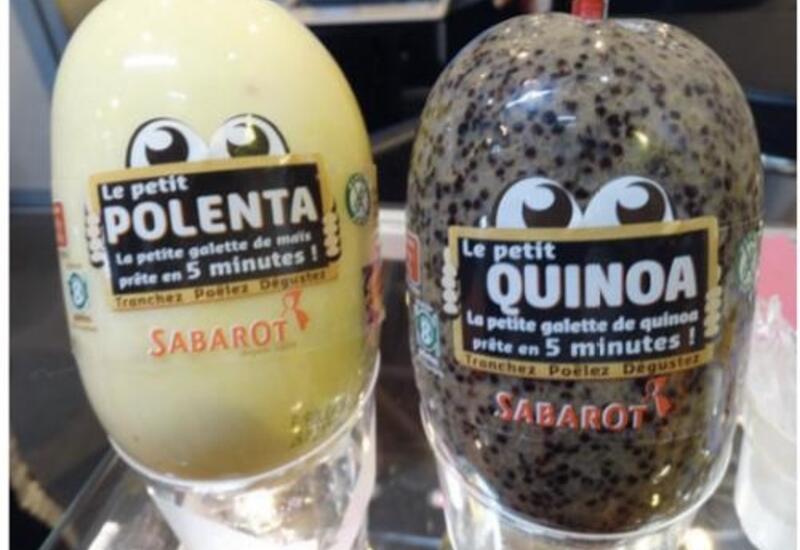 Le petit
POLENTA
La petite galette de maïs
prête en 5 minutes !
Tranchez Poêlez Dégustez
SABAROT
Le petit
QUINOA
La petite galette de quinoa
prête en 5 minutes !
Tranchez Poêlez Dégustez
SABAROT